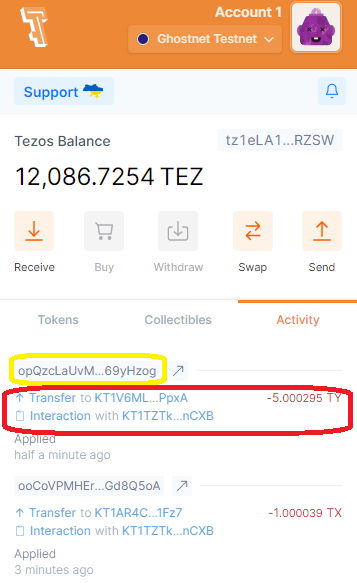 Account 1
Ghostnet Testnet
Support
Tezos Balance tz1eLA1...RZSW
12,086.7254 TEZ
Receive Buy Withdraw Swap Send
Tokens Collectibles Activity
opQzcLaUvM...69yHzog
Transfer to KT1V6ML...PpxA -5.000295 TY
Interaction with KT1TZTk...nCXB
Applied
half a minute ago
ooCoVPMHEr...Gd8Q5oA
Transfer to KT1AR4C...1Fz7 -1.000039 TX
Interaction with KT1TZTk...nCXB
Applied
3 minutes ago